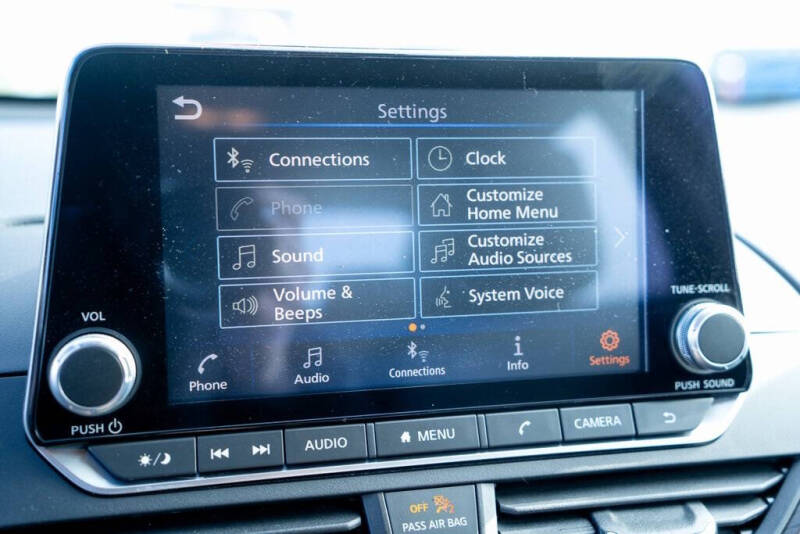 Settings
Connections
Clock
Phone
Customize
Home Menu
Sound
Customize
Audio Sources
Volume &
Beeps
System Voice
Phone
Audio
Connections
Info
Settings
VOL
PUSH
TUNE·SCROLL
PUSH SOUND
AUDIO
MENU
CAMERA
OFF
PASS AIR BAG